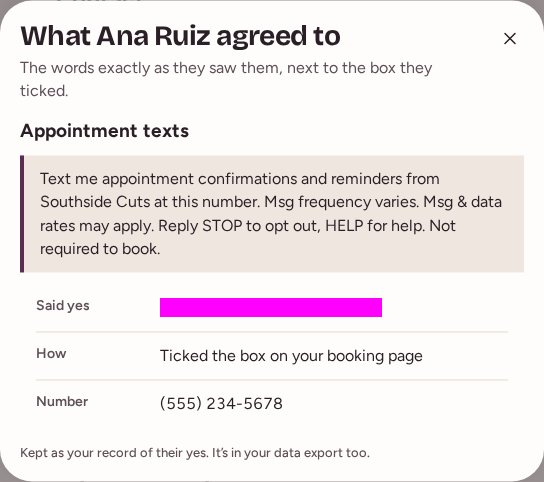 What Ana Ruiz agreed to
The words exactly as they saw them, next to the box they
ticked.
Appointment texts
Text me appointment confirmations and reminders from
Southside Cuts at this number. Msg frequency varies. Msg & data
rates may apply. Reply STOP to opt out, HELP for help. Not
required to book.
Said yes
How
Ticked the box on your booking page
Number
(555) 234-5678
Kept as your record of their yes. It's in your data export too.